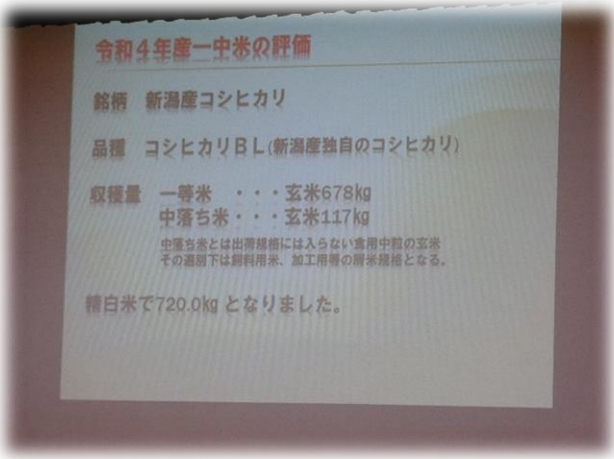 令和4年産一中米の評価
銘柄 新潟産コシヒカリ
品種 コシヒカリBL(新潟産独自のコシヒカリ)
収穫量 一等米 ・・・玄米678kg
中落ち米・・・玄米117kg
中落ち米とは出荷規格には入らない食用中粒の玄米
その選別下は飼料用米、加工用等の屑米規格となる。
精白米で720.0kgとなりました。